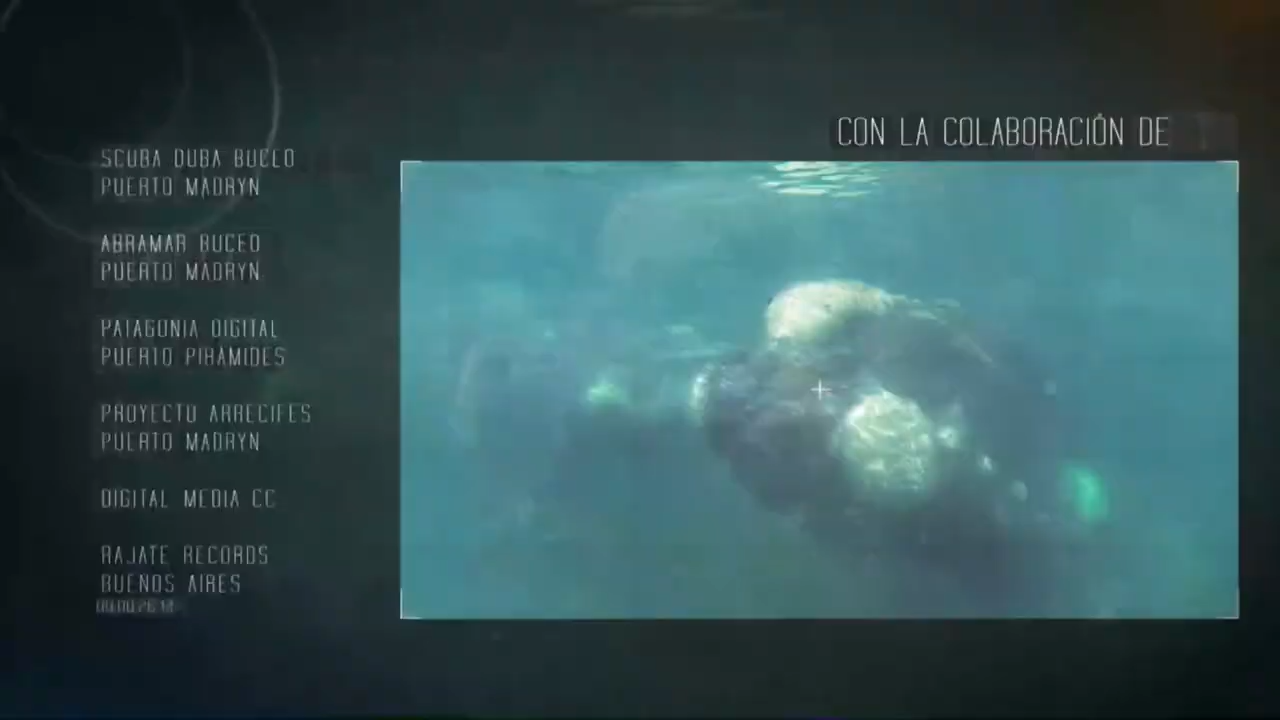 CON LA COLABORACIÓN DE
SCUBA DUBA BUCEO
PUERTO MADRYN
ABRAMAR BUCEO
PUERTO MADRYN
PATAGONIA DIGITAL
PUERTO PIRÁMIDES
PROYECTO ARRECIFES
PUERTO MADRYN
DIGITAL MEDIA CC
RAJATE RECORDS
BUENOS AIRES